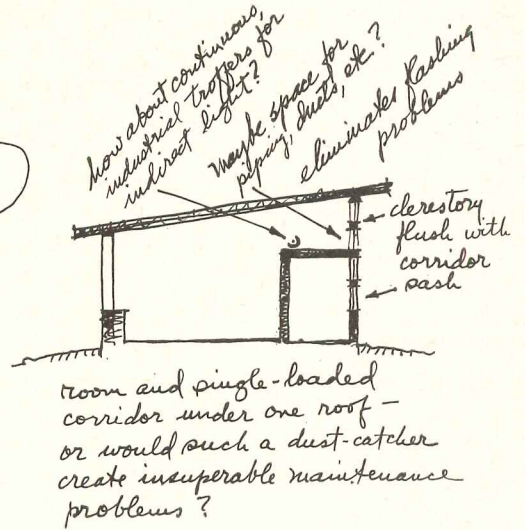 how about continuous,
industrial troffers for
indirect light?
maybe space for
piping, ducts, etc.?
eliminates flashing
problems
clerestory
flush with
corridor
sash
room and single-loaded
corridor under one roof —
or would such a dust-catcher
create insuperable maintenance
problems?